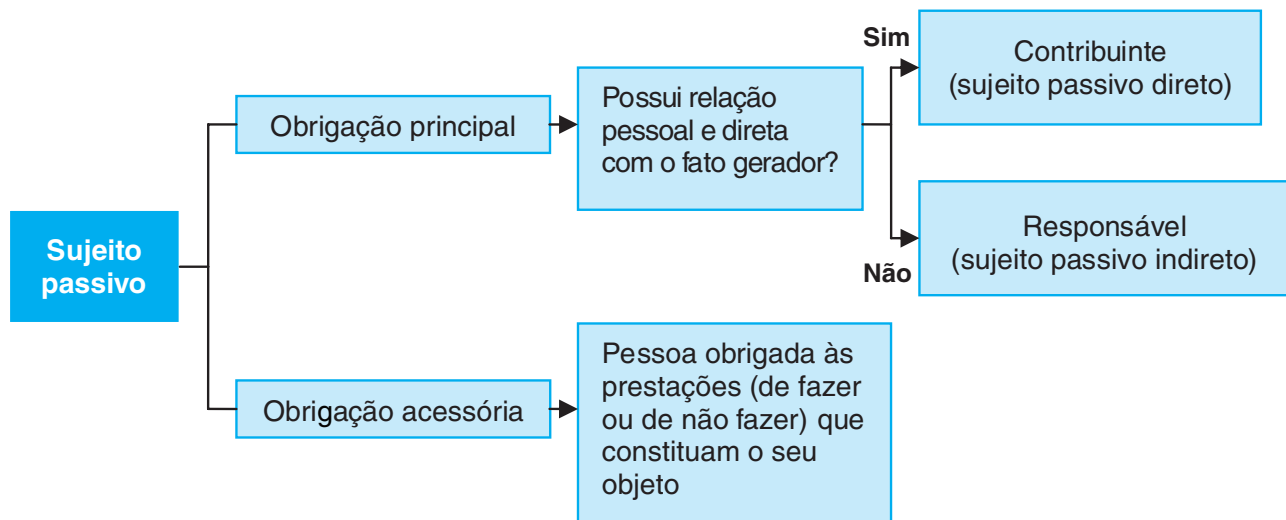 Sujeito
passivo
Obrigação principal
Possui relação
pessoal e direta
com o fato gerador?
Sim
Contribuinte
(sujeito passivo direto)
Não
Responsável
(sujeito passivo indireto)
Obrigação acessória
Pessoa obrigada às
prestações (de fazer
ou de não fazer) que
constituam o seu
objeto